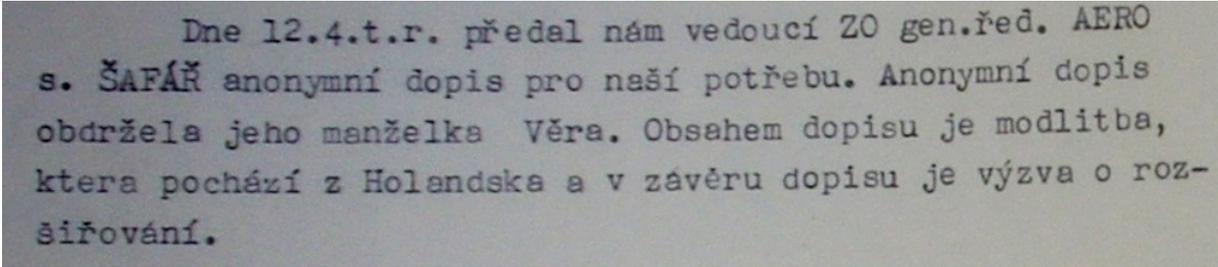 Dne 12.4.t.r. předal nám vedoucí ZO gen.řed. AERO
s. ŠAFÁŘ anonymní dopis pro naší potřebu. Anonymní dopis
obdržela jeho manželka Věra. Obsahem dopisu je modlitba,
ktera pochází z Holandska a v závěru dopisu je výzva o roz-
šiřování.